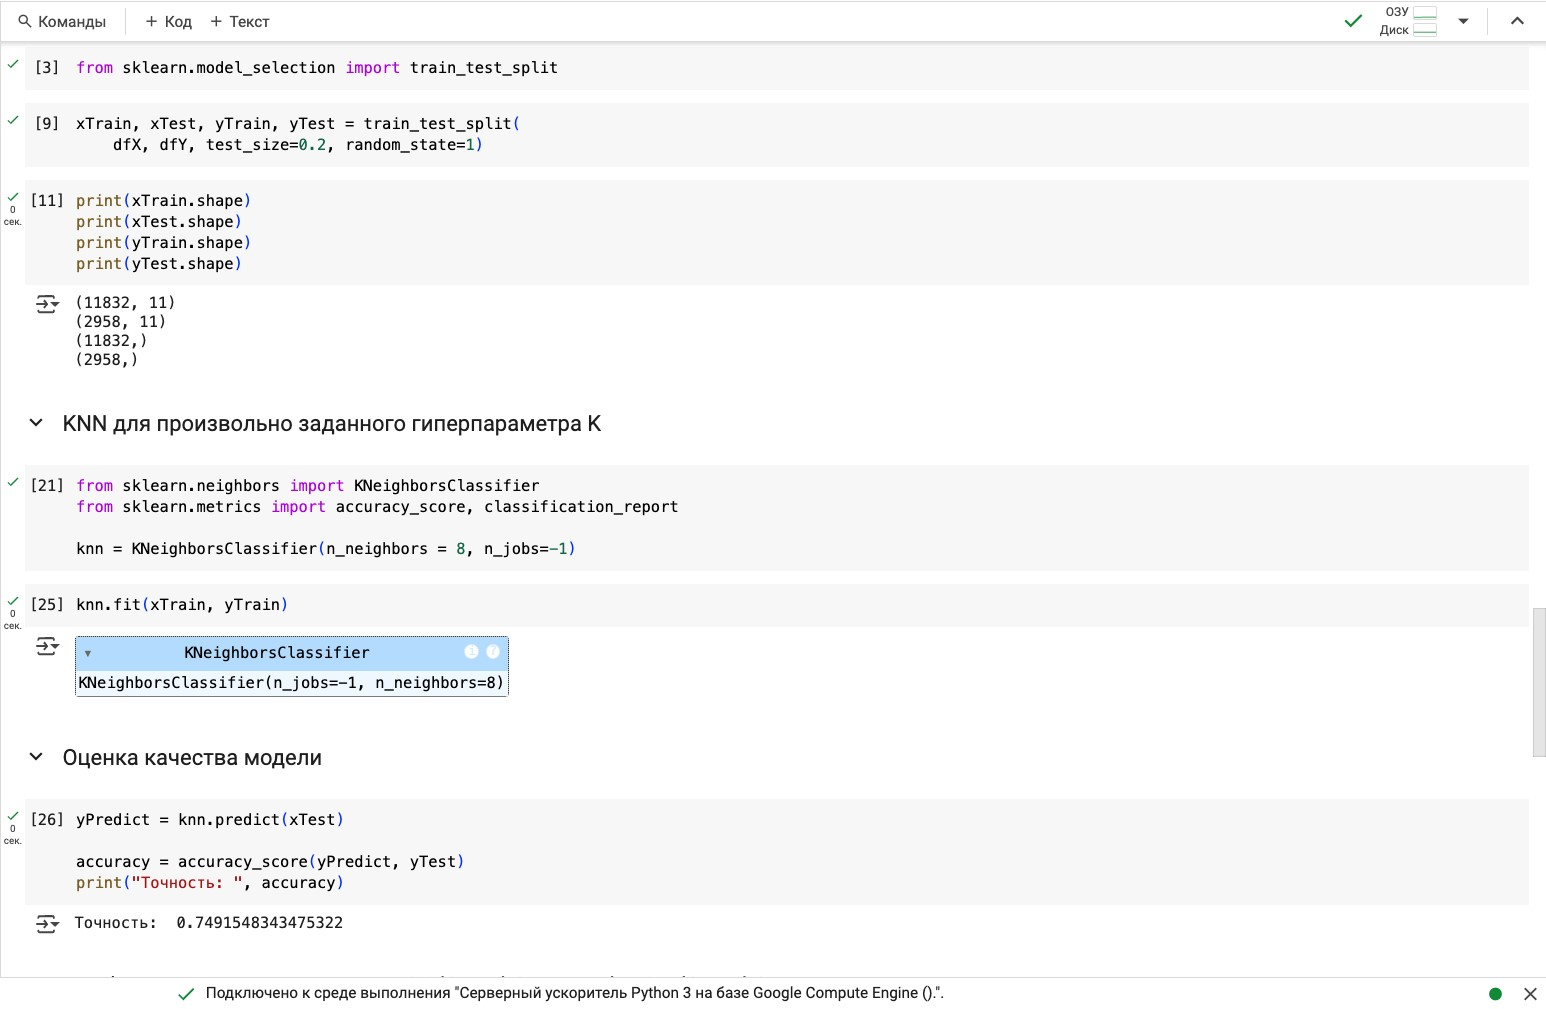 Команды + Код + Текст
ОЗУ
Диск
[3] from sklearn.model_selection import train_test_split
[9] xTrain, xTest, yTrain, yTest = train_test_split(
dfX, dfY, test_size=0.2, random_state=1)
0
сек.
[11] print(xTrain.shape)
print(xTest.shape)
print(yTrain.shape)
print(yTest.shape)
(11832, 11)
(2958, 11)
(11832,)
(2958,)
KNN для произвольно заданного гиперпараметра K
[21] from sklearn.neighbors import KNeighborsClassifier
from sklearn.metrics import accuracy_score, classification_report
knn = KNeighborsClassifier(n_neighbors = 8, n_jobs=-1)
0
сек.
[25] knn.fit(xTrain, yTrain)
KNeighborsClassifier i ?
KNeighborsClassifier(n_jobs=-1, n_neighbors=8)
Оценка качества модели
0
сек.
[26] yPredict = knn.predict(xTest)
accuracy = accuracy_score(yPredict, yTest)
print("Точность: ", accuracy)
Точность:  0.7491548343475322
Подключено к среде выполнения "Серверный ускоритель Python 3 на базе Google Compute Engine ().".